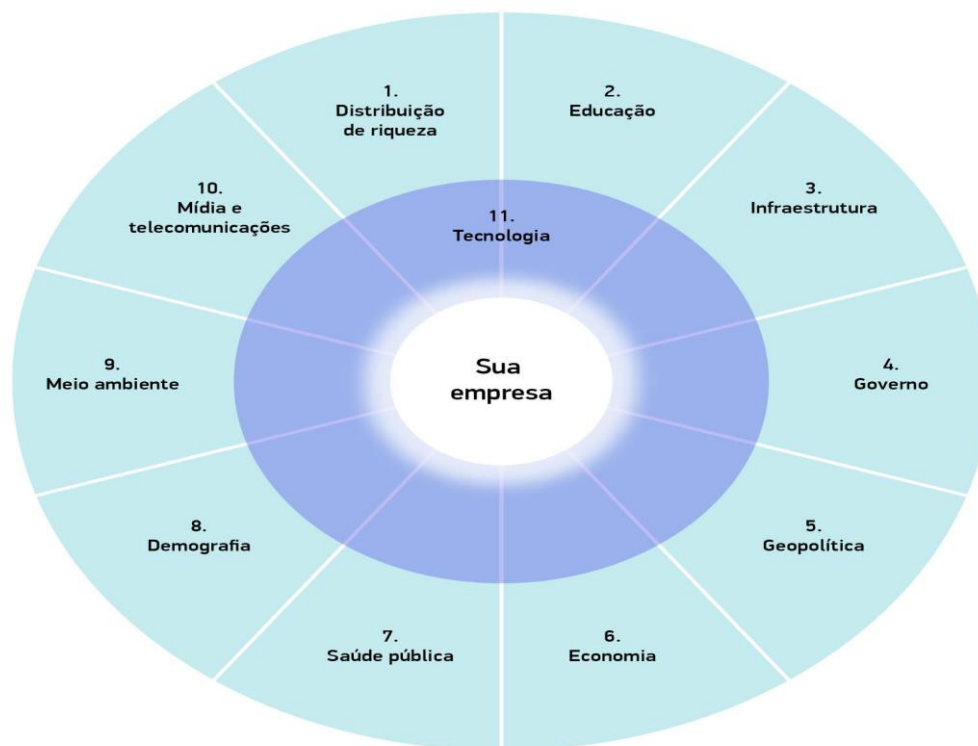 1.
Distribuição
de riqueza
2.
Educação
3.
Infraestrutura
4.
Governo
5.
Geopolítica
6.
Economia
7.
Saúde pública
8.
Demografia
9.
Meio ambiente
10.
Mídia e
telecomunicações
11.
Tecnologia
Sua
empresa